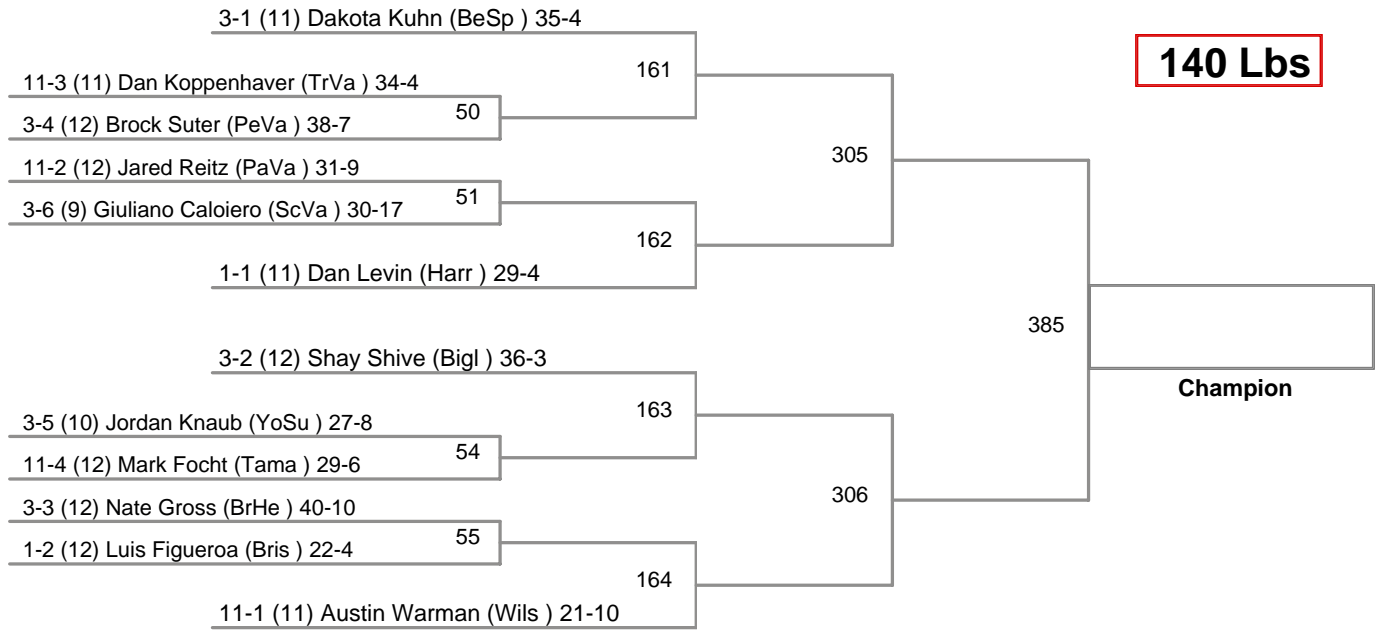 3-1 (11) Dakota Kuhn (BeSp ) 35-4
140 Lbs
161
11-3 (11) Dan Koppenhaver (TrVa ) 34-4
50
3-4 (12) Brock Suter (PeVa ) 38-7
305
11-2 (12) Jared Reitz (PaVa ) 31-9
51
3-6 (9) Giuliano Caloiero (ScVa ) 30-17
162
1-1 (11) Dan Levin (Harr ) 29-4
385
3-2 (12) Shay Shive (Bigl ) 36-3
Champion
163
3-5 (10) Jordan Knaub (YoSu ) 27-8
54
11-4 (12) Mark Focht (Tama ) 29-6
306
3-3 (12) Nate Gross (BrHe ) 40-10
55
1-2 (12) Luis Figueroa (Bris ) 22-4
164
11-1 (11) Austin Warman (Wils ) 21-10